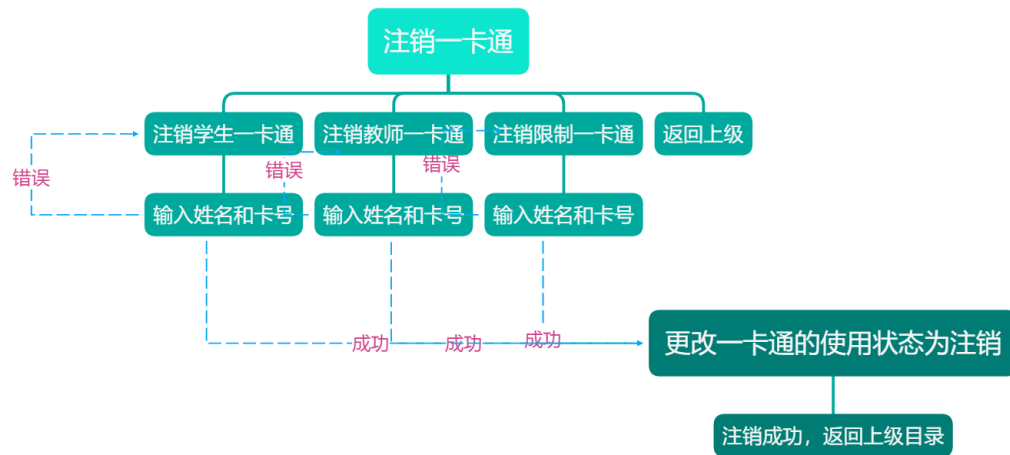 注销一卡通
注销学生一卡通
注销教师一卡通
注销限制一卡通
返回上级
错误
错误
错误
输入姓名和卡号
输入姓名和卡号
输入姓名和卡号
成功
成功
成功
更改一卡通的使用状态为注销
注销成功，返回上级目录